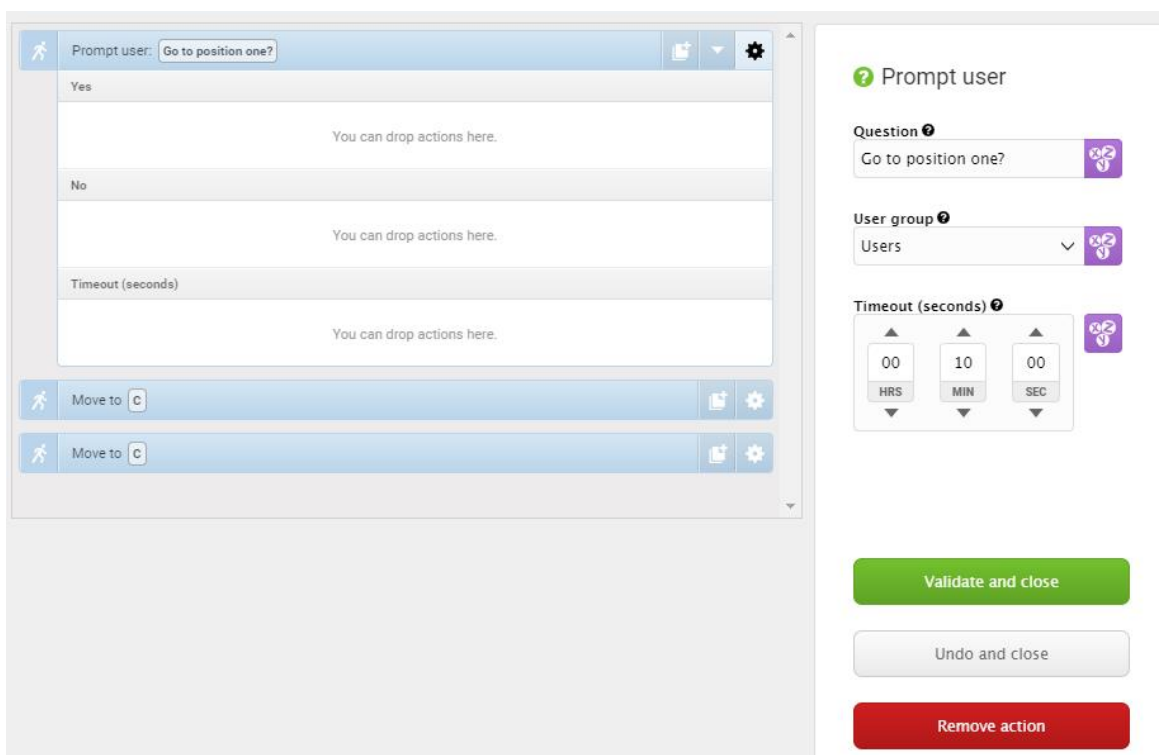 Prompt user: Go to position one?
Yes
You can drop actions here.
No
You can drop actions here.
Timeout (seconds)
You can drop actions here.
Move to C
Move to C
Prompt user
Question
Go to position one?
User group
Users
Timeout (seconds)
00 10 00
HRS MIN SEC
Validate and close
Undo and close
Remove action